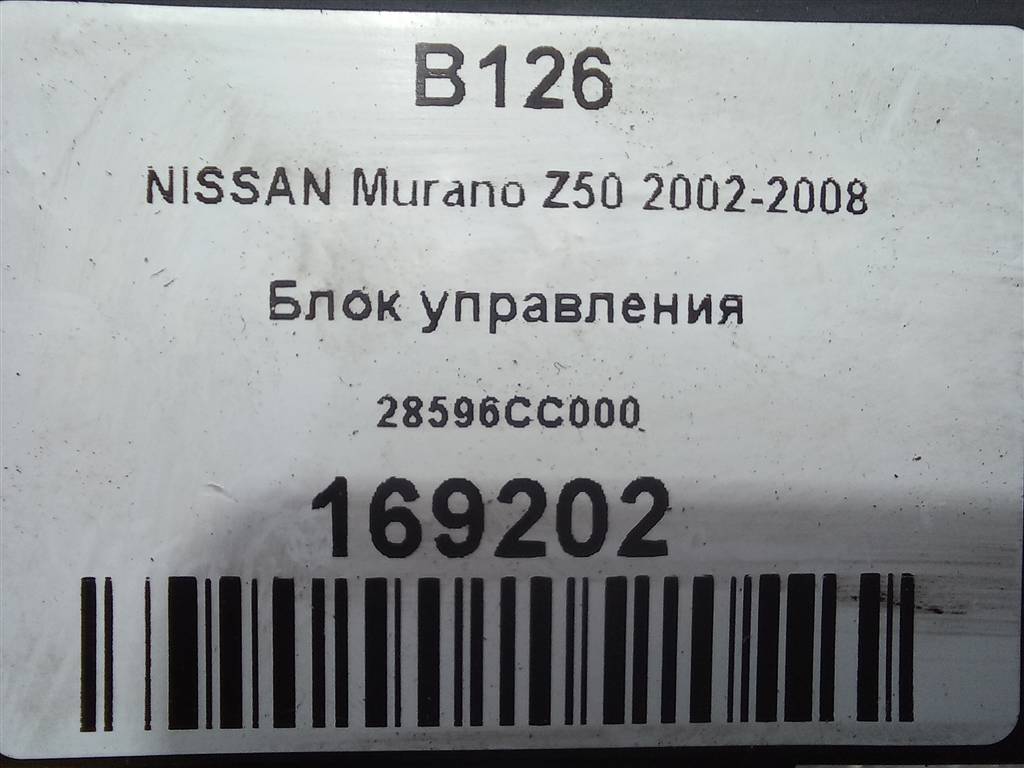 B126
NISSAN Murano Z50 2002-2008
Блок управления
28596CC000
169202